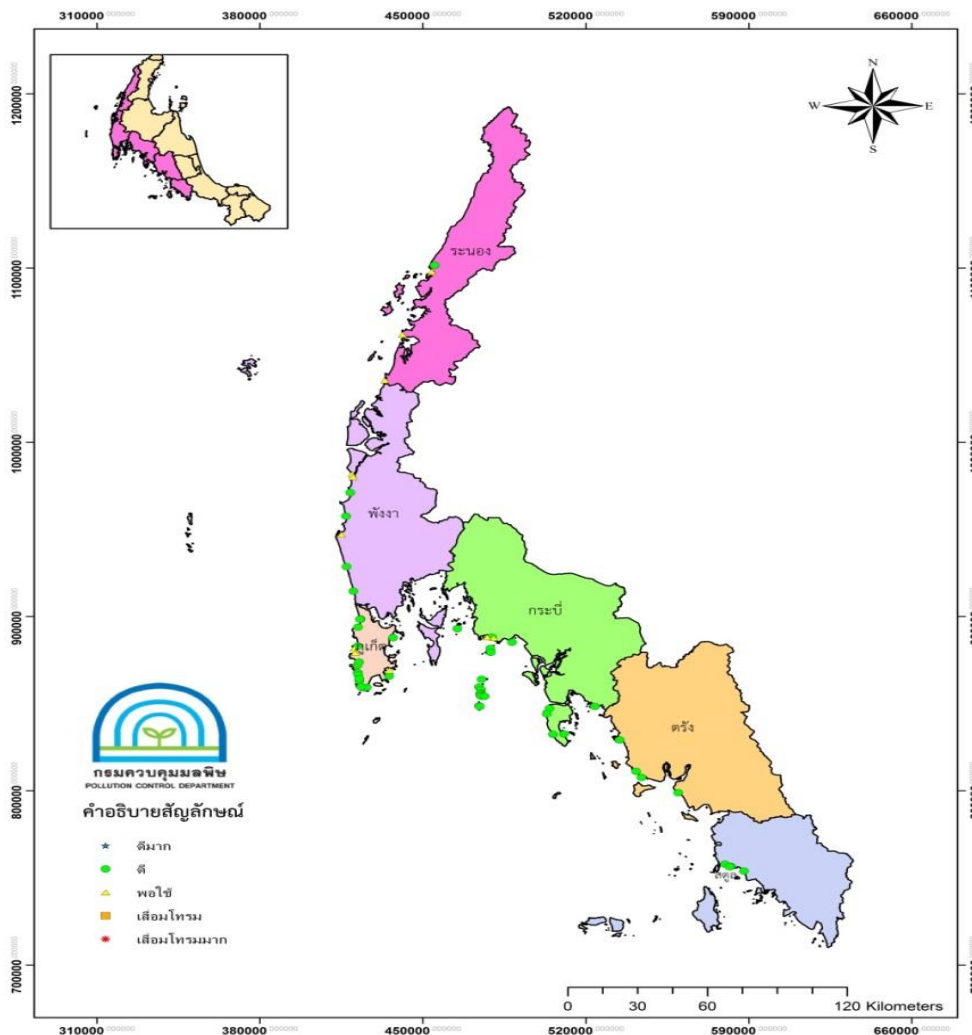 310000 380000 450000 520000 590000 660000
1200000
1100000
1000000
900000
800000
700000
N
W E
S
ระนอง
พังงา
กระบี่
ภูเก็ต
ตรัง
สตูล
กรมควบคุมมลพิษ
POLLUTION CONTROL DEPARTMENT
คำอธิบายสัญลักษณ์
ดีมาก
ดี
พอใช้
เสื่อมโทรม
เสื่อมโทรมมาก
0 30 60 120 Kilometers
310000 380000 450000 520000 590000 660000